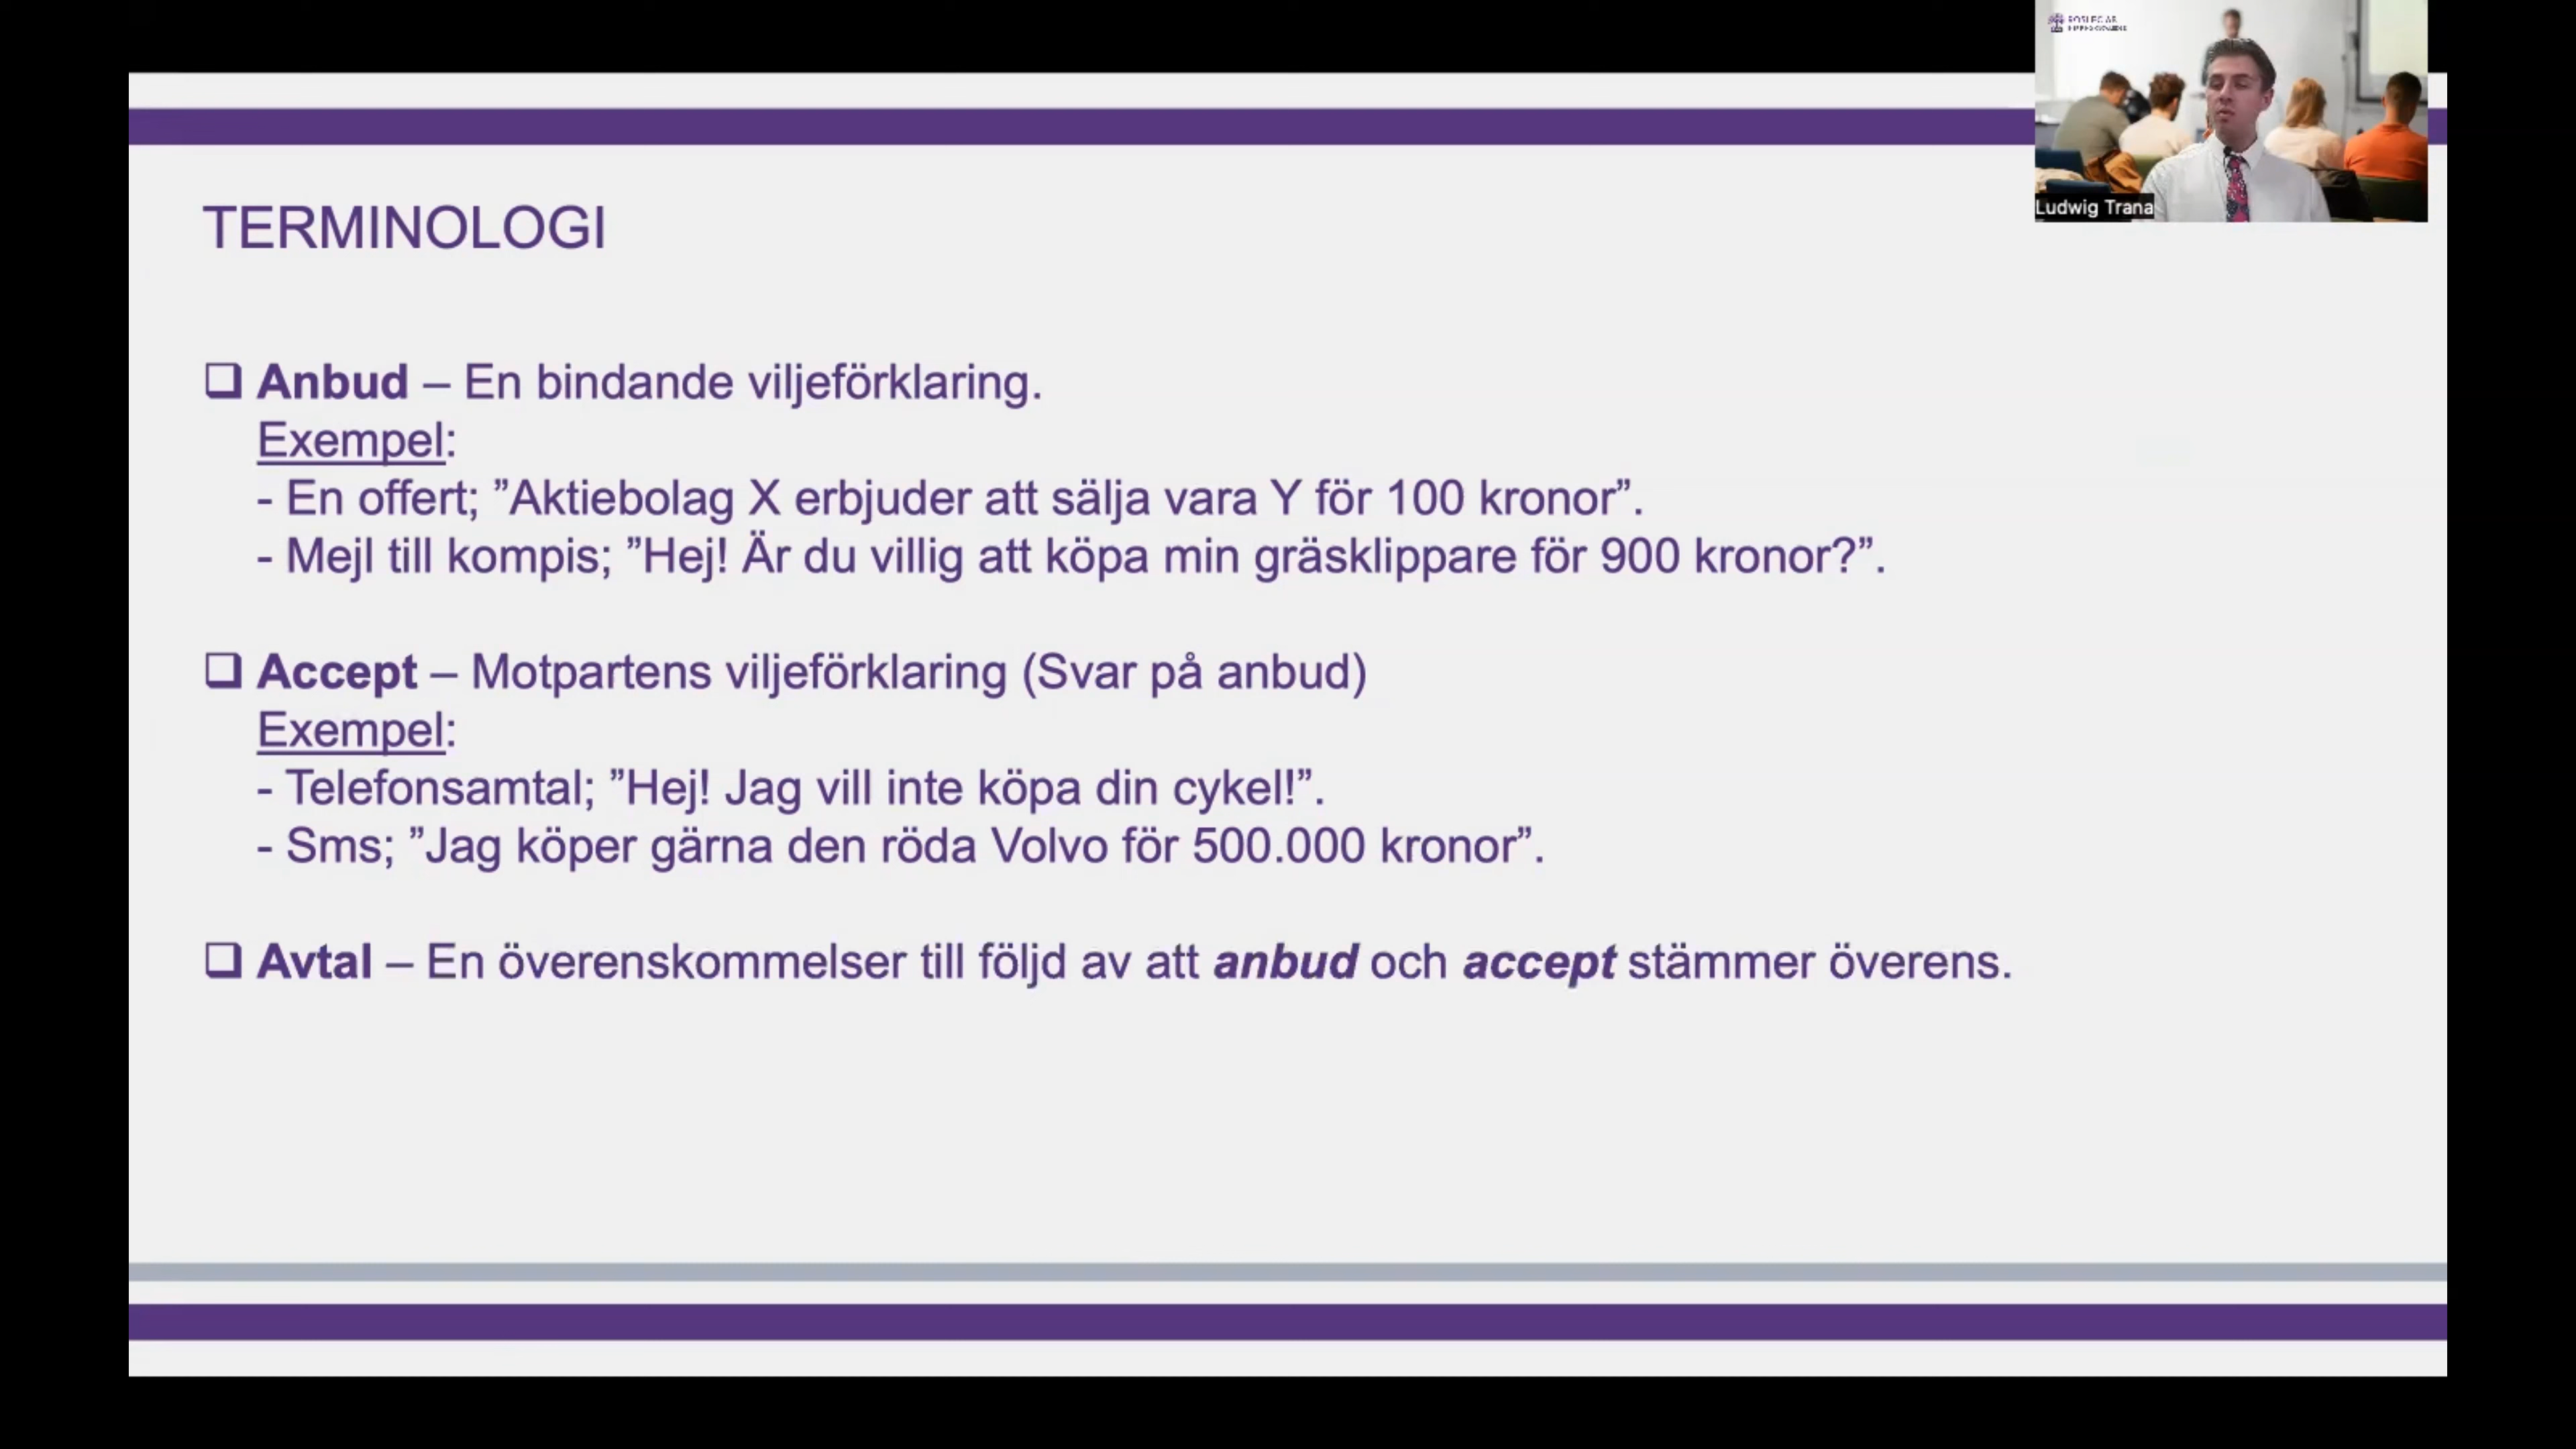 TERMINOLOGI
Ludwig Trana
❑ Anbud – En bindande viljeförklaring.
Exempel:
- En offert; ”Aktiebolag X erbjuder att sälja vara Y för 100 kronor”.
- Mejl till kompis; ”Hej! Är du villig att köpa min gräsklippare för 900 kronor?”.
❑ Accept – Motpartens viljeförklaring (Svar på anbud)
Exempel:
- Telefonsamtal; ”Hej! Jag vill inte köpa din cykel!”.
- Sms; ”Jag köper gärna den röda Volvo för 500.000 kronor”.
❑ Avtal – En överenskommelser till följd av att anbud och accept stämmer överens.